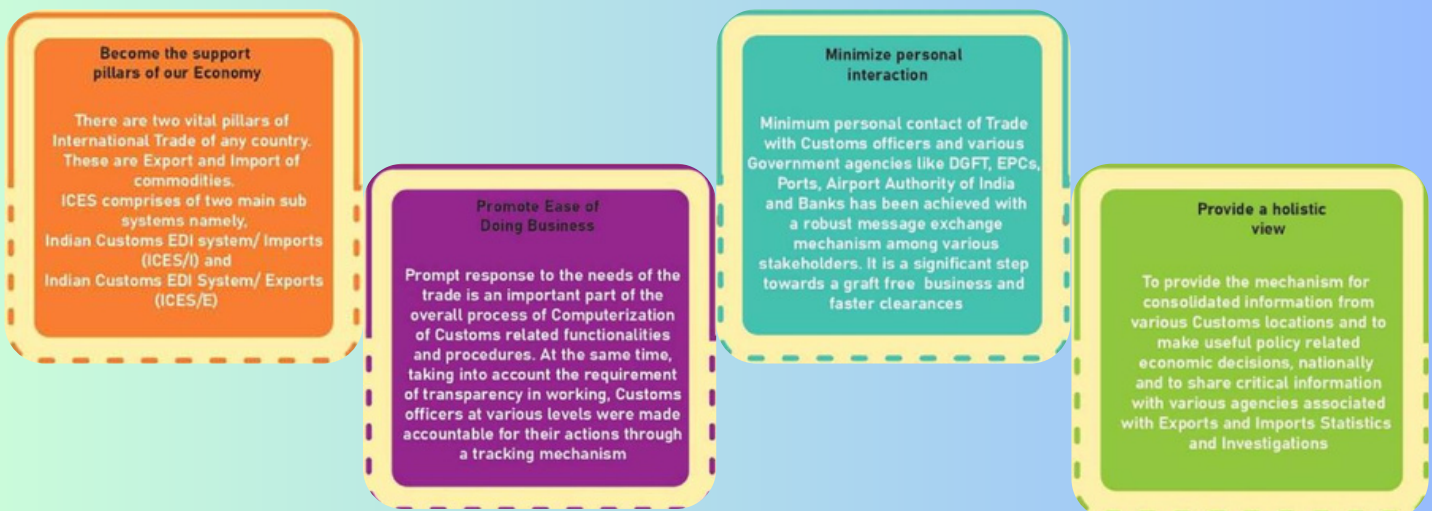 Become the support
pillars of our Economy
There are two vital pillars of
International Trade of any country.
These are Export and Import of
commodities.
ICES comprises of two main sub
systems namely,
Indian Customs EDI system/ Imports
(ICES/I) and
Indian Customs EDI System/ Exports
(ICES/E)
Promote Ease of
Doing Business
Prompt response to the needs of the
trade is an important part of the
overall process of Computerization
of Customs related functionalities
and procedures. At the same time,
taking into account the requirement
of transparency in working, Customs
officers at various levels were made
accountable for their actions through
a tracking mechanism
Minimize personal
interaction
Minimum personal contact of Trade
with Customs officers and various
Government agencies like DGFT, EPCs,
Ports, Airport Authority of India
and Banks has been achieved with
a robust message exchange
mechanism among various
stakeholders. It is a significant step
towards a graft free business and
faster clearances
Provide a holistic
view
To provide the mechanism for
consolidated information from
various Customs locations and to
make useful policy related
economic decisions, nationally
and to share critical information
with various agencies associated
with Exports and Imports Statistics
and Investigations